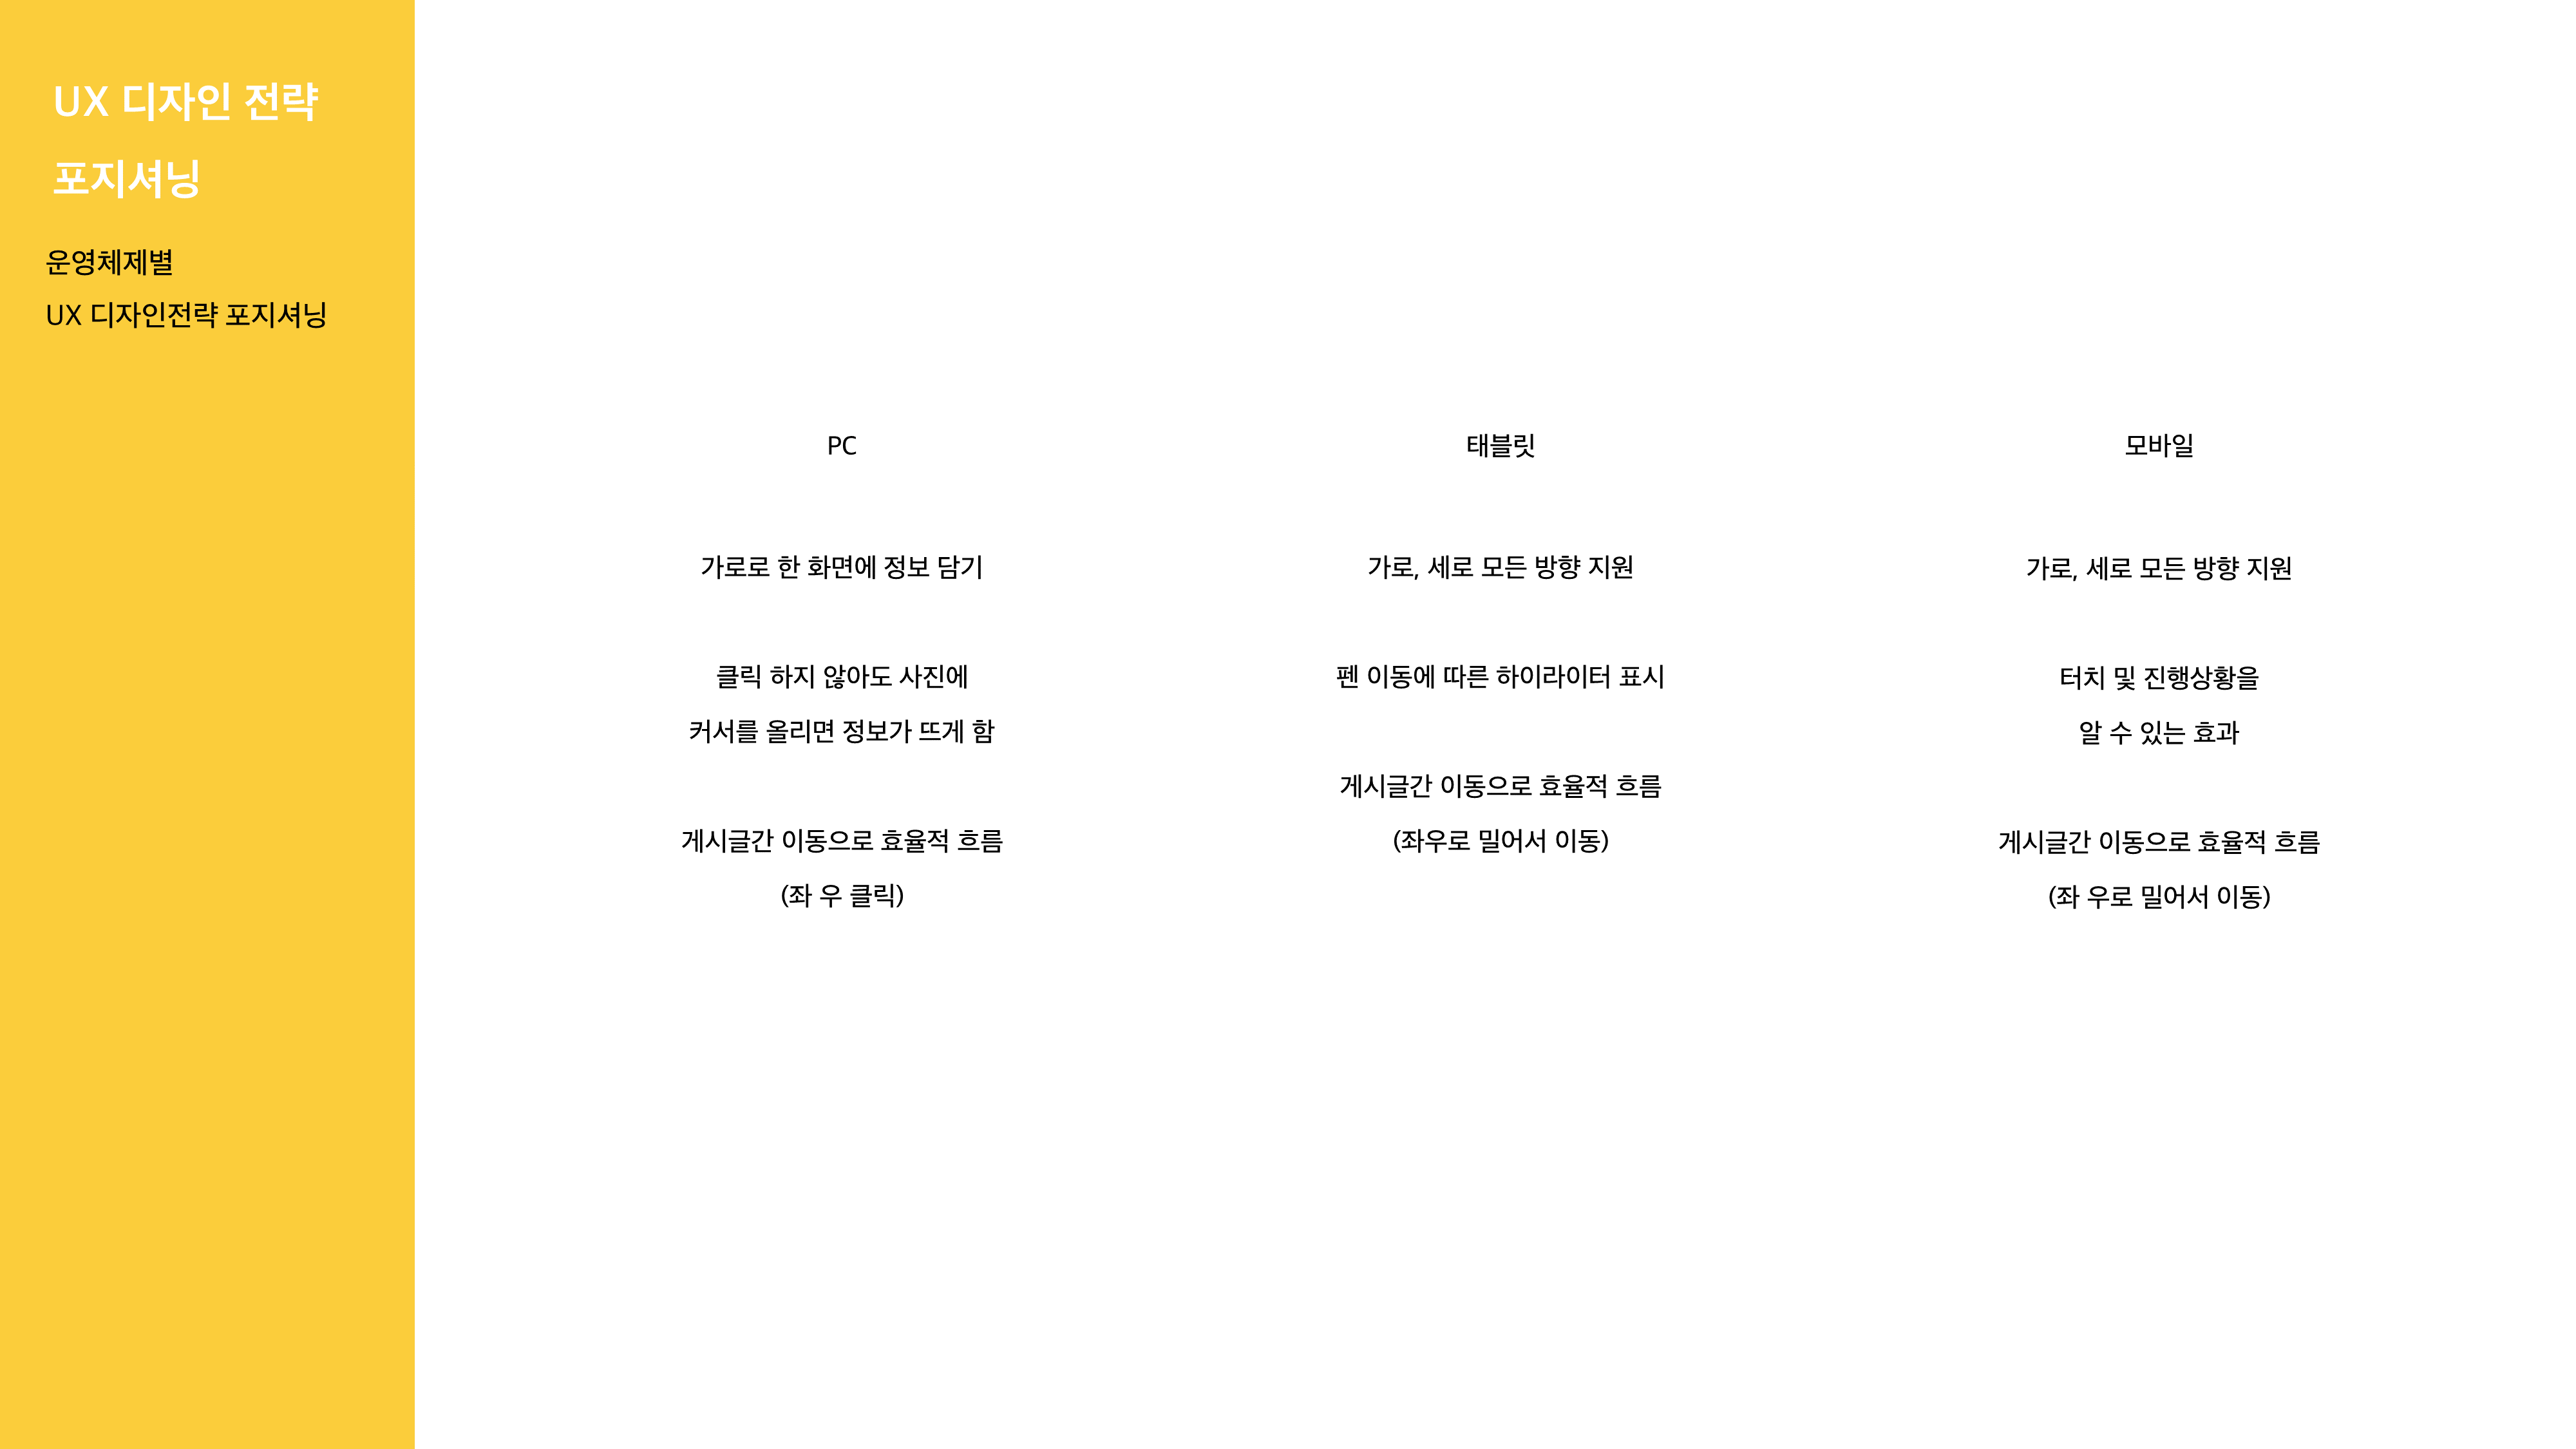 UX 디자인 전략
포지셔닝
운영체제별
UX 디자인전략 포지셔닝
PC
가로로 한 화면에 정보 담기
클릭 하지 않아도 사진에
커서를 올리면 정보가 뜨게 함
게시글간 이동으로 효율적 흐름
(좌 우 클릭)
태블릿
가로, 세로 모든 방향 지원
펜 이동에 따른 하이라이터 표시
게시글간 이동으로 효율적 흐름
(좌우로 밀어서 이동)
모바일
가로, 세로 모든 방향 지원
터치 및 진행상황을
알 수 있는 효과
게시글간 이동으로 효율적 흐름
(좌 우로 밀어서 이동)